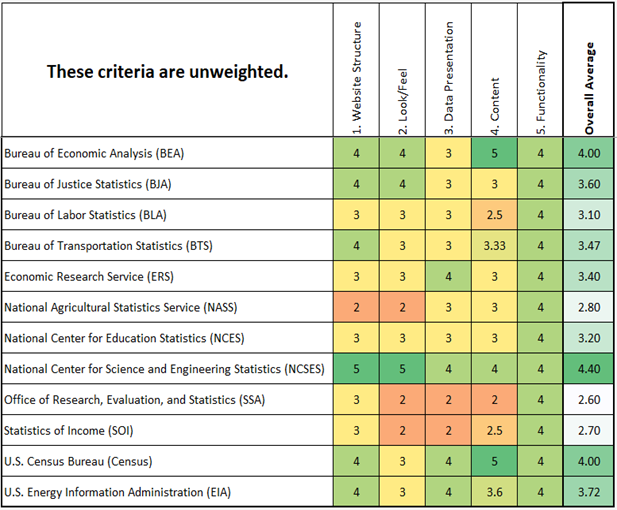 These criteria are unweighted.
1. Website Structure
2. Look/Feel
3. Data Presentation
4. Content
5. Functionality
Overall Average
Bureau of Economic Analysis (BEA) 4 4 3 5 4 4.00
Bureau of Justice Statistics (BJA) 4 4 3 3 4 3.60
Bureau of Labor Statistics (BLA) 3 3 3 2.5 4 3.10
Bureau of Transportation Statistics (BTS) 4 3 3 3.33 4 3.47
Economic Research Service (ERS) 3 3 4 3 4 3.40
National Agricultural Statistics Service (NASS) 2 2 3 3 4 2.80
National Center for Education Statistics (NCES) 3 3 3 3 4 3.20
National Center for Science and Engineering Statistics (NCSES) 5 5 4 4 4 4.40
Office of Research, Evaluation, and Statistics (SSA) 3 2 2 2 4 2.60
Statistics of Income (SOI) 3 2 2 2.5 4 2.70
U.S. Census Bureau (Census) 4 3 4 5 4 4.00
U.S. Energy Information Administration (EIA) 4 3 4 3.6 4 3.72